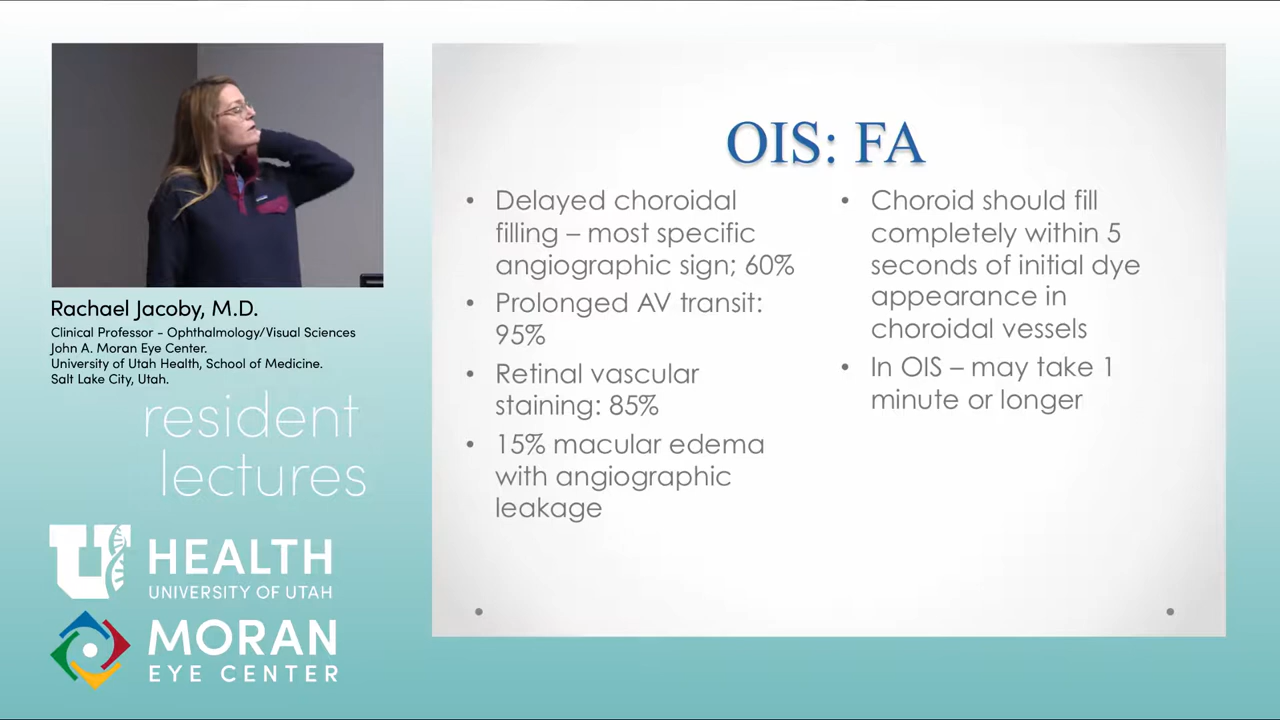 Rachael Jacoby, M.D.
Clinical Professor - Ophthalmology/Visual Sciences
John A. Moran Eye Center.
University of Utah Health, School of Medicine.
Salt Lake City, Utah.
resident
lectures
U
HEALTH
UNIVERSITY OF UTAH
MORAN
EYE CENTER
OIS: FA
• Delayed choroidal
filling – most specific
angiographic sign; 60%
• Prolonged AV transit:
95%
• Retinal vascular
staining: 85%
• 15% macular edema
with angiographic
leakage
• Choroid should fill
completely within 5
seconds of initial dye
appearance in
choroidal vessels
• In OIS – may take 1
minute or longer